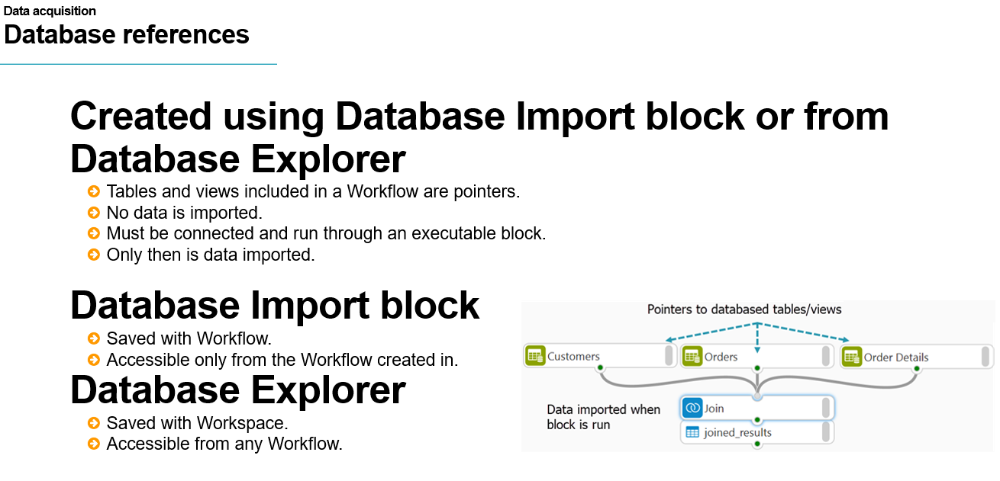 Data acquisition
Database references
Created using Database Import block or from
Database Explorer
Tables and views included in a Workflow are pointers.
No data is imported.
Must be connected and run through an executable block.
Only then is data imported.
Database Import block
Saved with Workflow.
Accessible only from the Workflow created in.
Database Explorer
Saved with Workspace.
Accessible from any Workflow.
Pointers to databased tables/views
Customers
Orders
Order Details
Data imported when
block is run
Join
joined_results